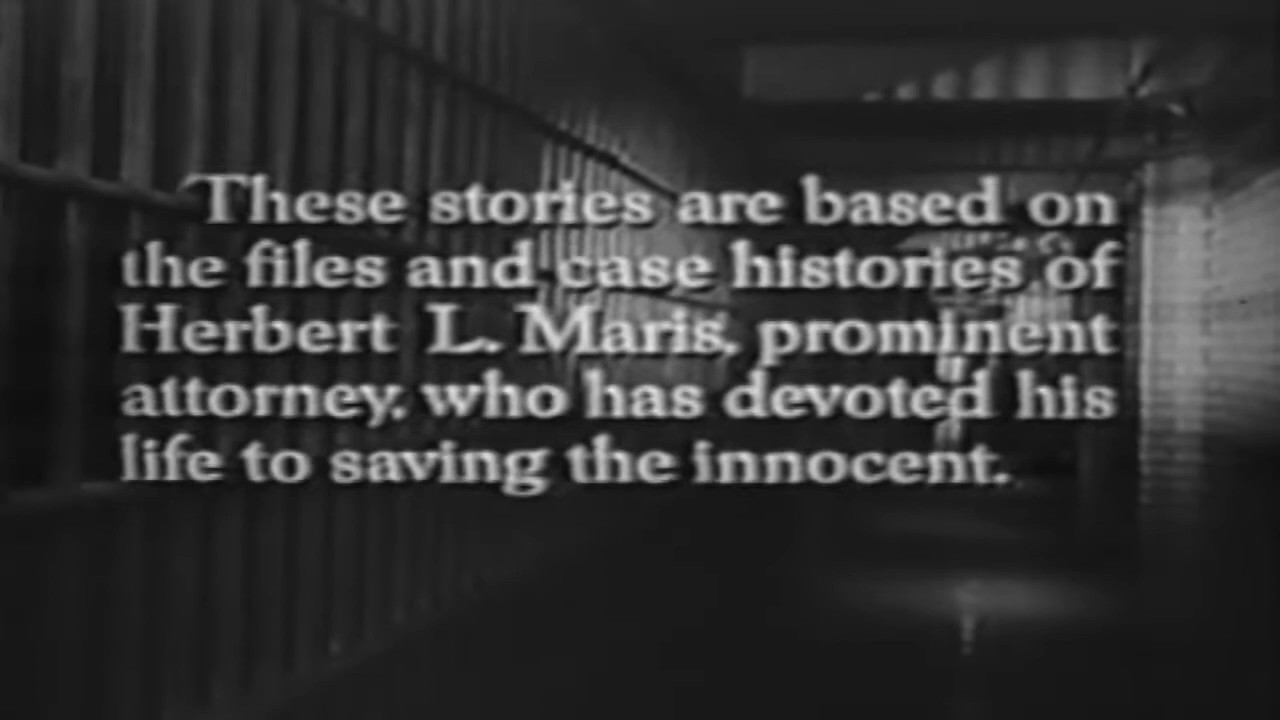 These stories are based on
the files and case histories of
Herbert L. Maris, prominent
attorney, who has devoted his
life to saving the innocent.